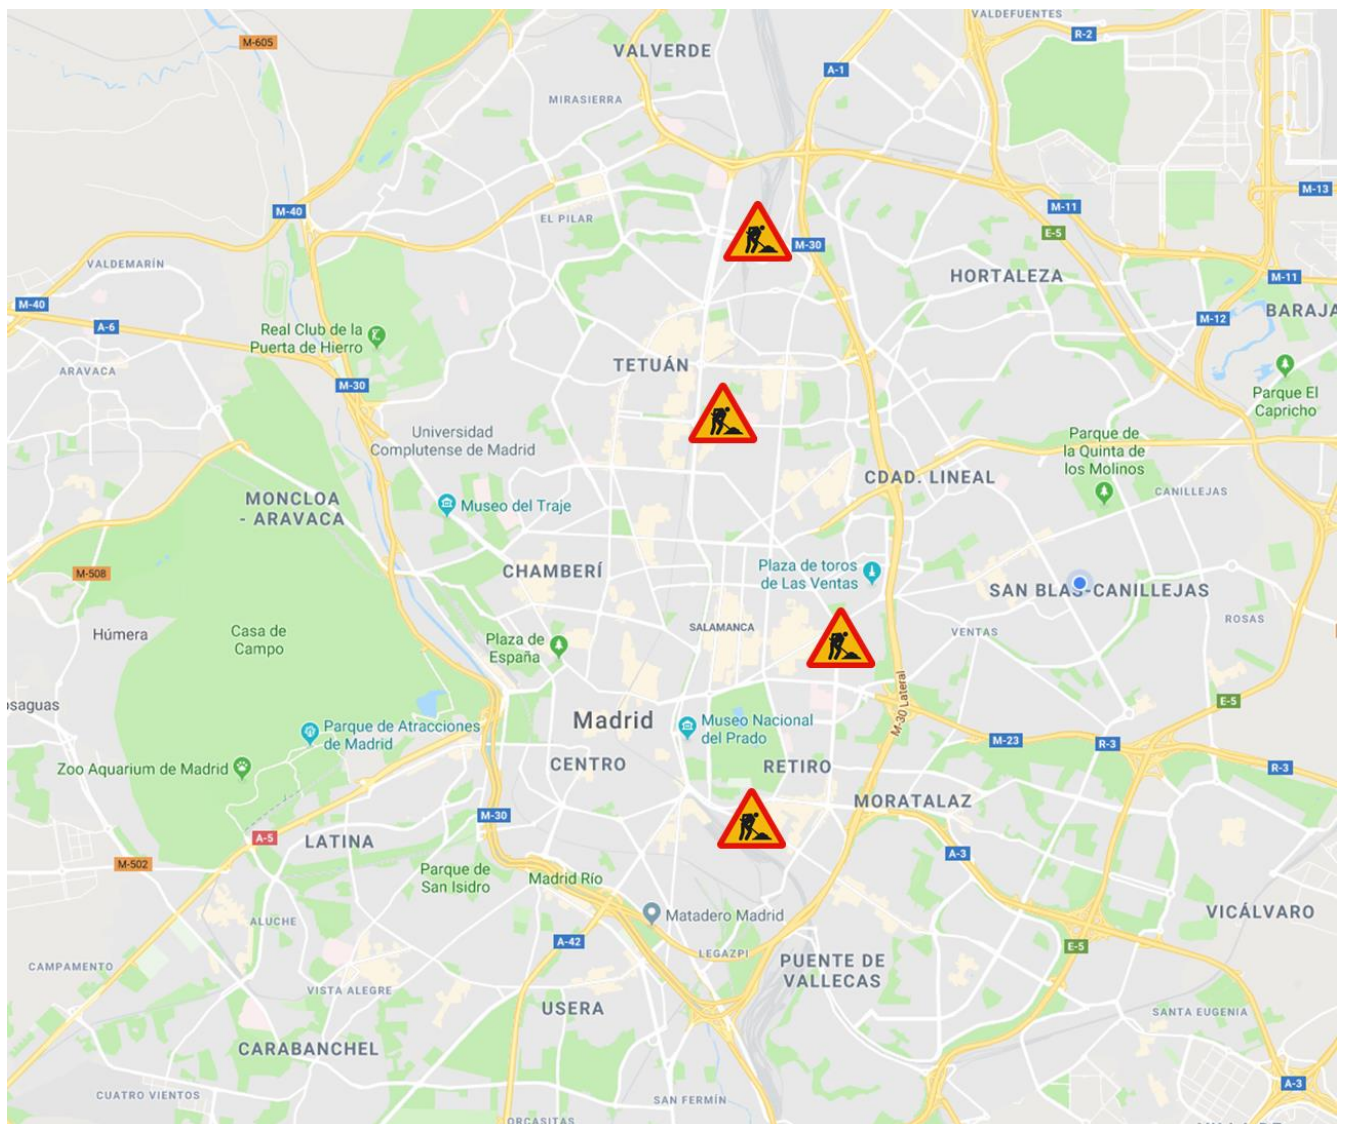 VALDEFUENTES
M-605
R-2
VALVERDE
A-1
MIRASIERRA
M-13
M-40
M-11
EL PILAR
E-5
M-30
VALDEMARÍN
HORTALEZA
M-11
M-40
BARAJA
M-12
A-6
Real Club de la
Puerta de Hierro
TETUÁN
ARAVACA
M-30
Parque El
Capricho
Universidad
Complutense de Madrid
Parque de
la Quinta de
los Molinos
CDAD. LINEAL
MONCLOA
- ARAVACA
CANILLEJAS
Museo del Traje
M-508
CHAMBERÍ
Plaza de toros
de Las Ventas
SAN BLAS-CANILLEJAS
ROSAS
Húmera
Casa de
Campo
SALAMANCA
VENTAS
Plaza de
España
osaguas
M-30 Lateral
E-5
Madrid
Museo Nacional
del Prado
Parque de Atracciones
de Madrid
M-23
R-3
Zoo Aquarium de Madrid
CENTRO
RETIRO
R-3
MORATALAZ
M-30
A-5
LATINA
A-3
M-502
Parque de
San Isidro
Madrid Río
Matadero Madrid
VICÁLVARO
ALUCHE
A-42
E-5
LEGAZPI
CAMPAMENTO
PUENTE DE
VALLECAS
VISTA ALEGRE
USERA
SANTA EUGENIA
CARABANCHEL
A-3
CUATRO VIENTOS
SAN FERMÍN
ORCASITAS